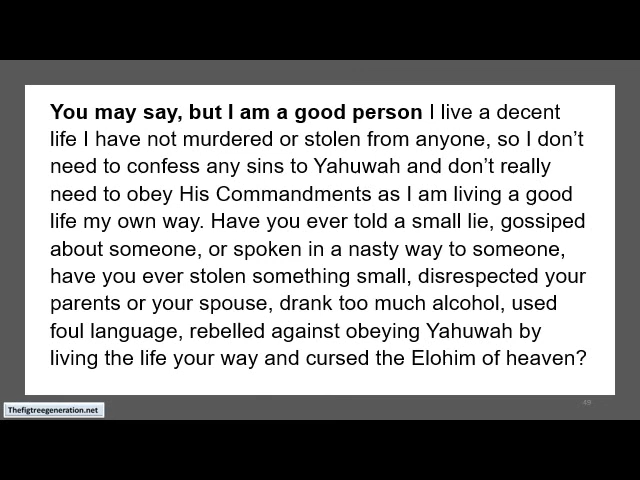 You may say, but I am a good person I live a decent
life I have not murdered or stolen from anyone, so I don't
need to confess any sins to Yahuwah and don't really
need to obey His Commandments as I am living a good
life my own way. Have you ever told a small lie, gossiped
about someone, or spoken in a nasty way to someone,
have you ever stolen something small, disrespected your
parents or your spouse, drank too much alcohol, used
foul language, rebelled against obeying Yahuwah by
living the life your way and cursed the Elohim of heaven?
49
Thefigtreegeneration.net